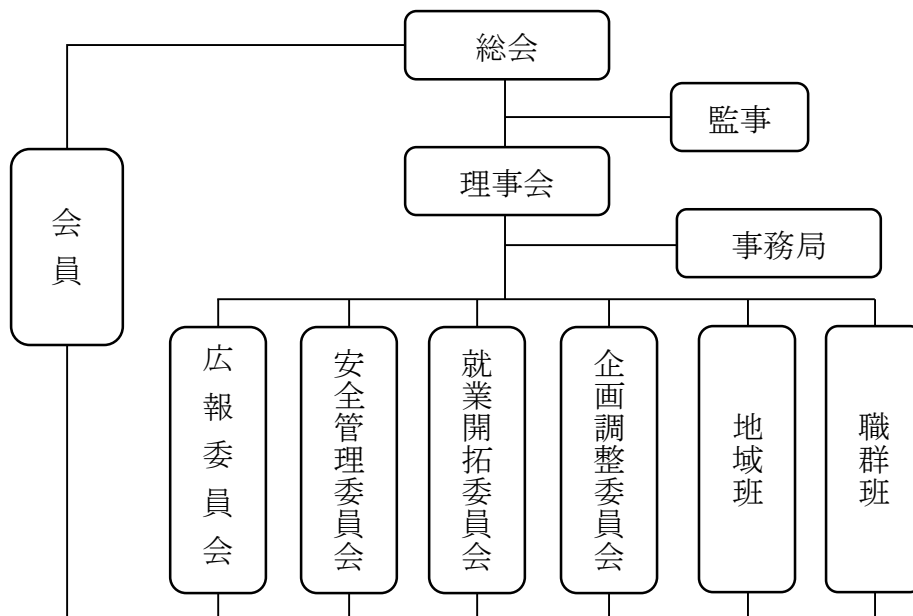 総会
監事
理事会
事務局
会員
広報委員会
安全管理委員会
就業開拓委員会
企画調整委員会
地域班
職群班